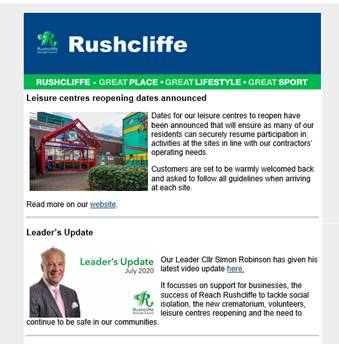 Rushcliffe
RUSHCLIFFE - GREAT PLACE • GREAT LIFESTYLE • GREAT SPORT
Leisure centres reopening dates announced
Dates for our leisure centres to reopen have
been announced that will ensure as many of our
residents can securely resume participation in
activities at the sites in line with our contractors'
operating needs.
Customers are set to be warmly welcomed back
and asked to follow all guidelines when arriving
at each site.
Read more on our website.
Leader's Update
Leader's Update
July 2020
Rushcliffe
Our Leader Cllr Simon Robinson has given his
latest video update here.
It focusses on support for businesses, the
success of Reach Rushcliffe to tackle social
isolation, the new crematorium, volunteers,
leisure centres reopening and the need to
continue to be safe in our communities.